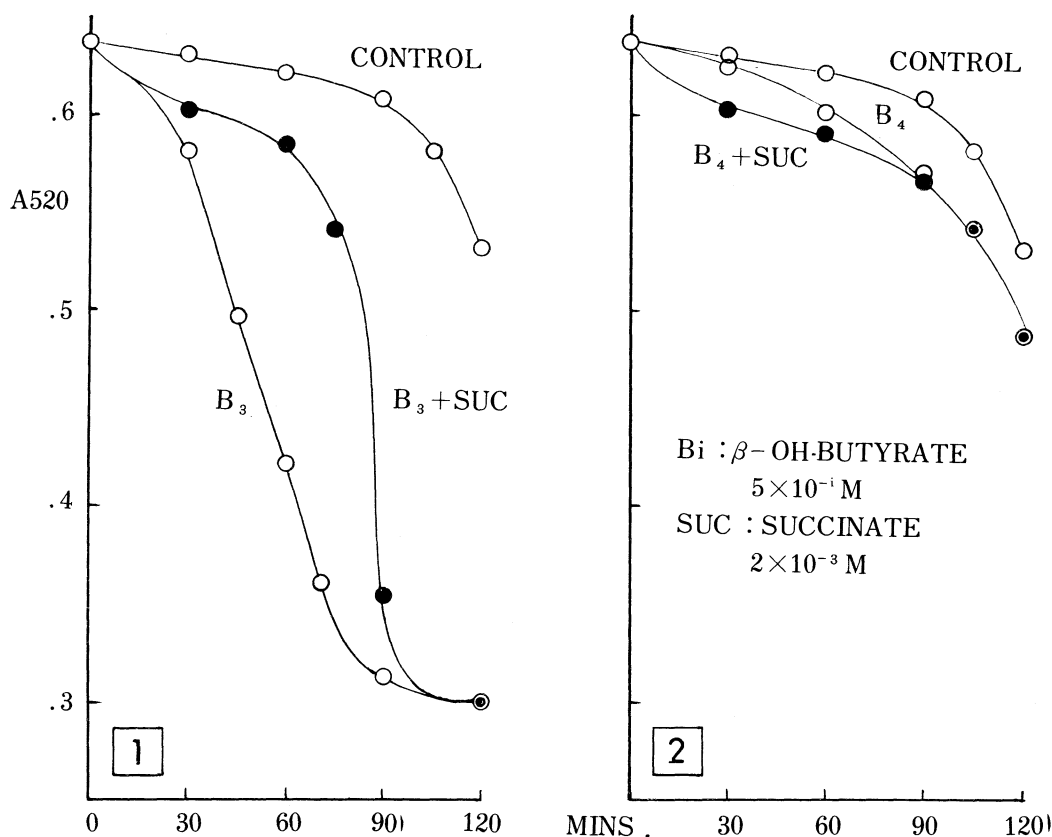 CONTROL
.6
A520
.5
B₃
B₃+SUC
.4
.3
1
0 30 60 90) 120
CONTROL
B₄
B₄+SUC
Bi : β-OH-BUTYRATE
5×10⁻ⁱ M
SUC : SUCCINATE
2×10⁻³ M
2
MINS . 30 60 90 120)